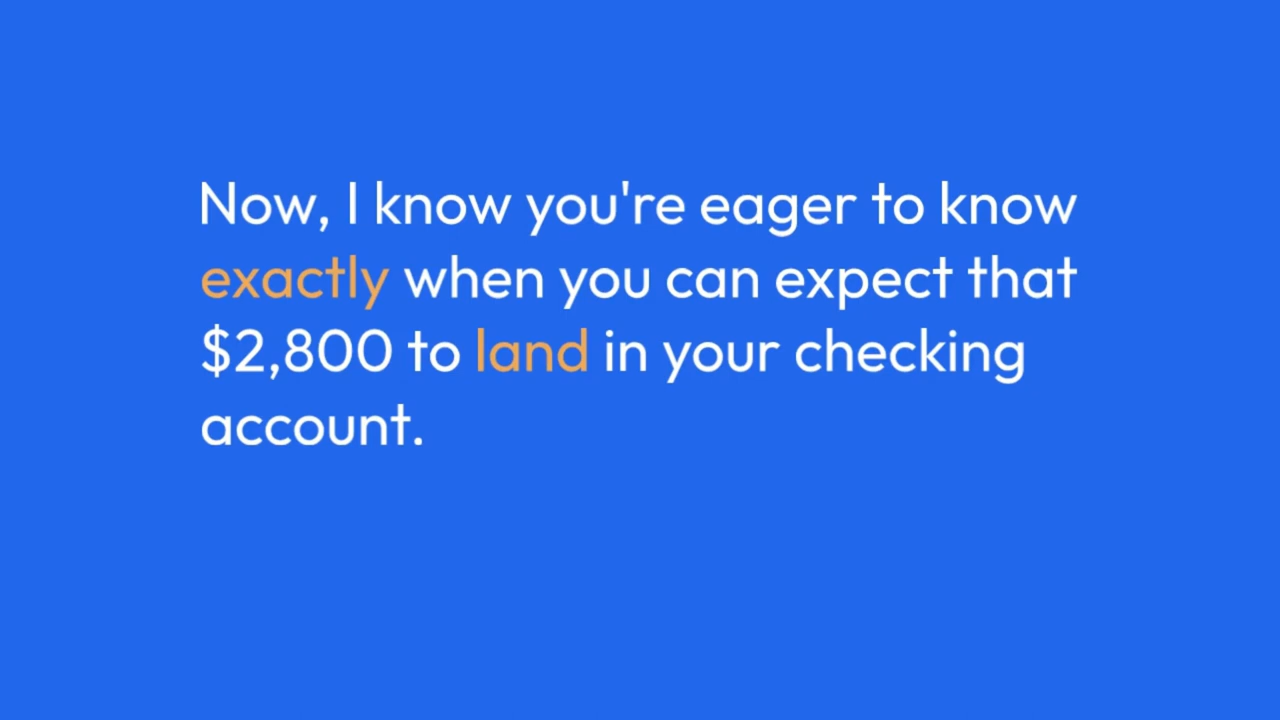 Now, I know you're eager to know
exactly when you can expect that
$2,800 to land in your checking
account.